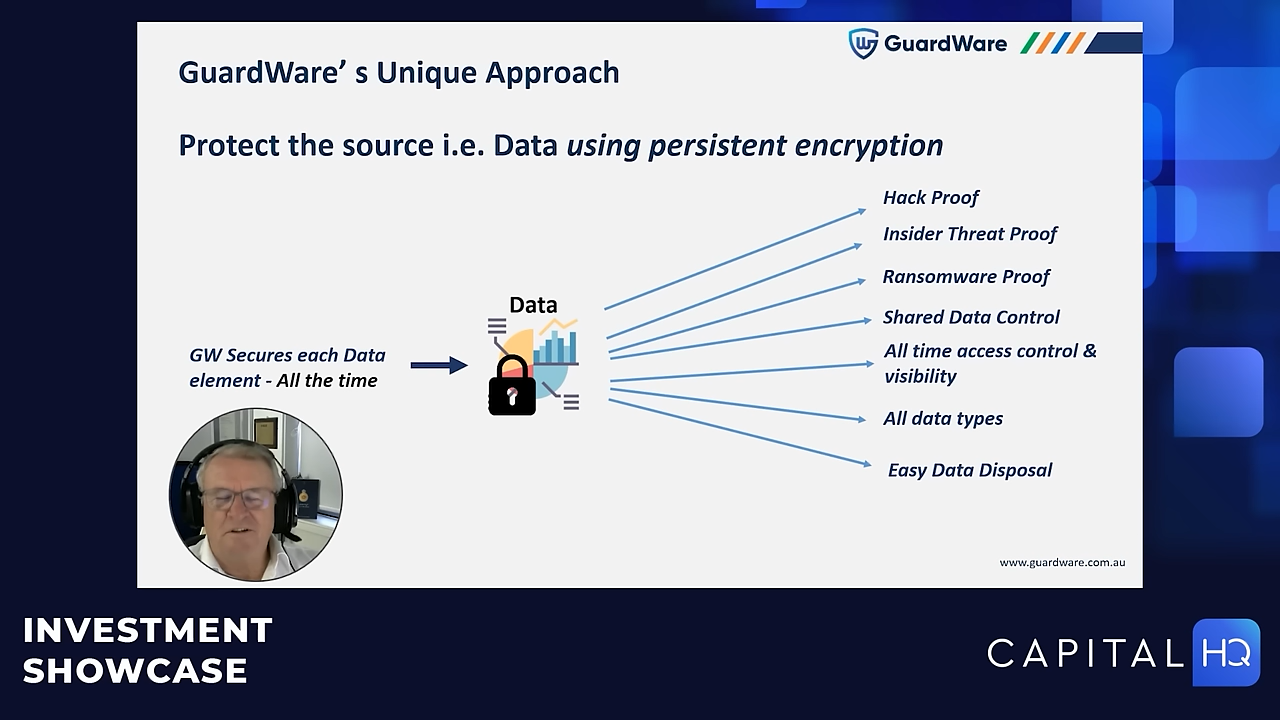 GuardWare
GuardWare’ s Unique Approach
Protect the source i.e. Data using persistent encryption
Hack Proof
Insider Threat Proof
Ransomware Proof
Shared Data Control
All time access control &
visibility
All data types
Easy Data Disposal
Data
GW Secures each Data
element - All the time
www.guardware.com.au
INVESTMENT
SHOWCASE
CAPITAL HQ